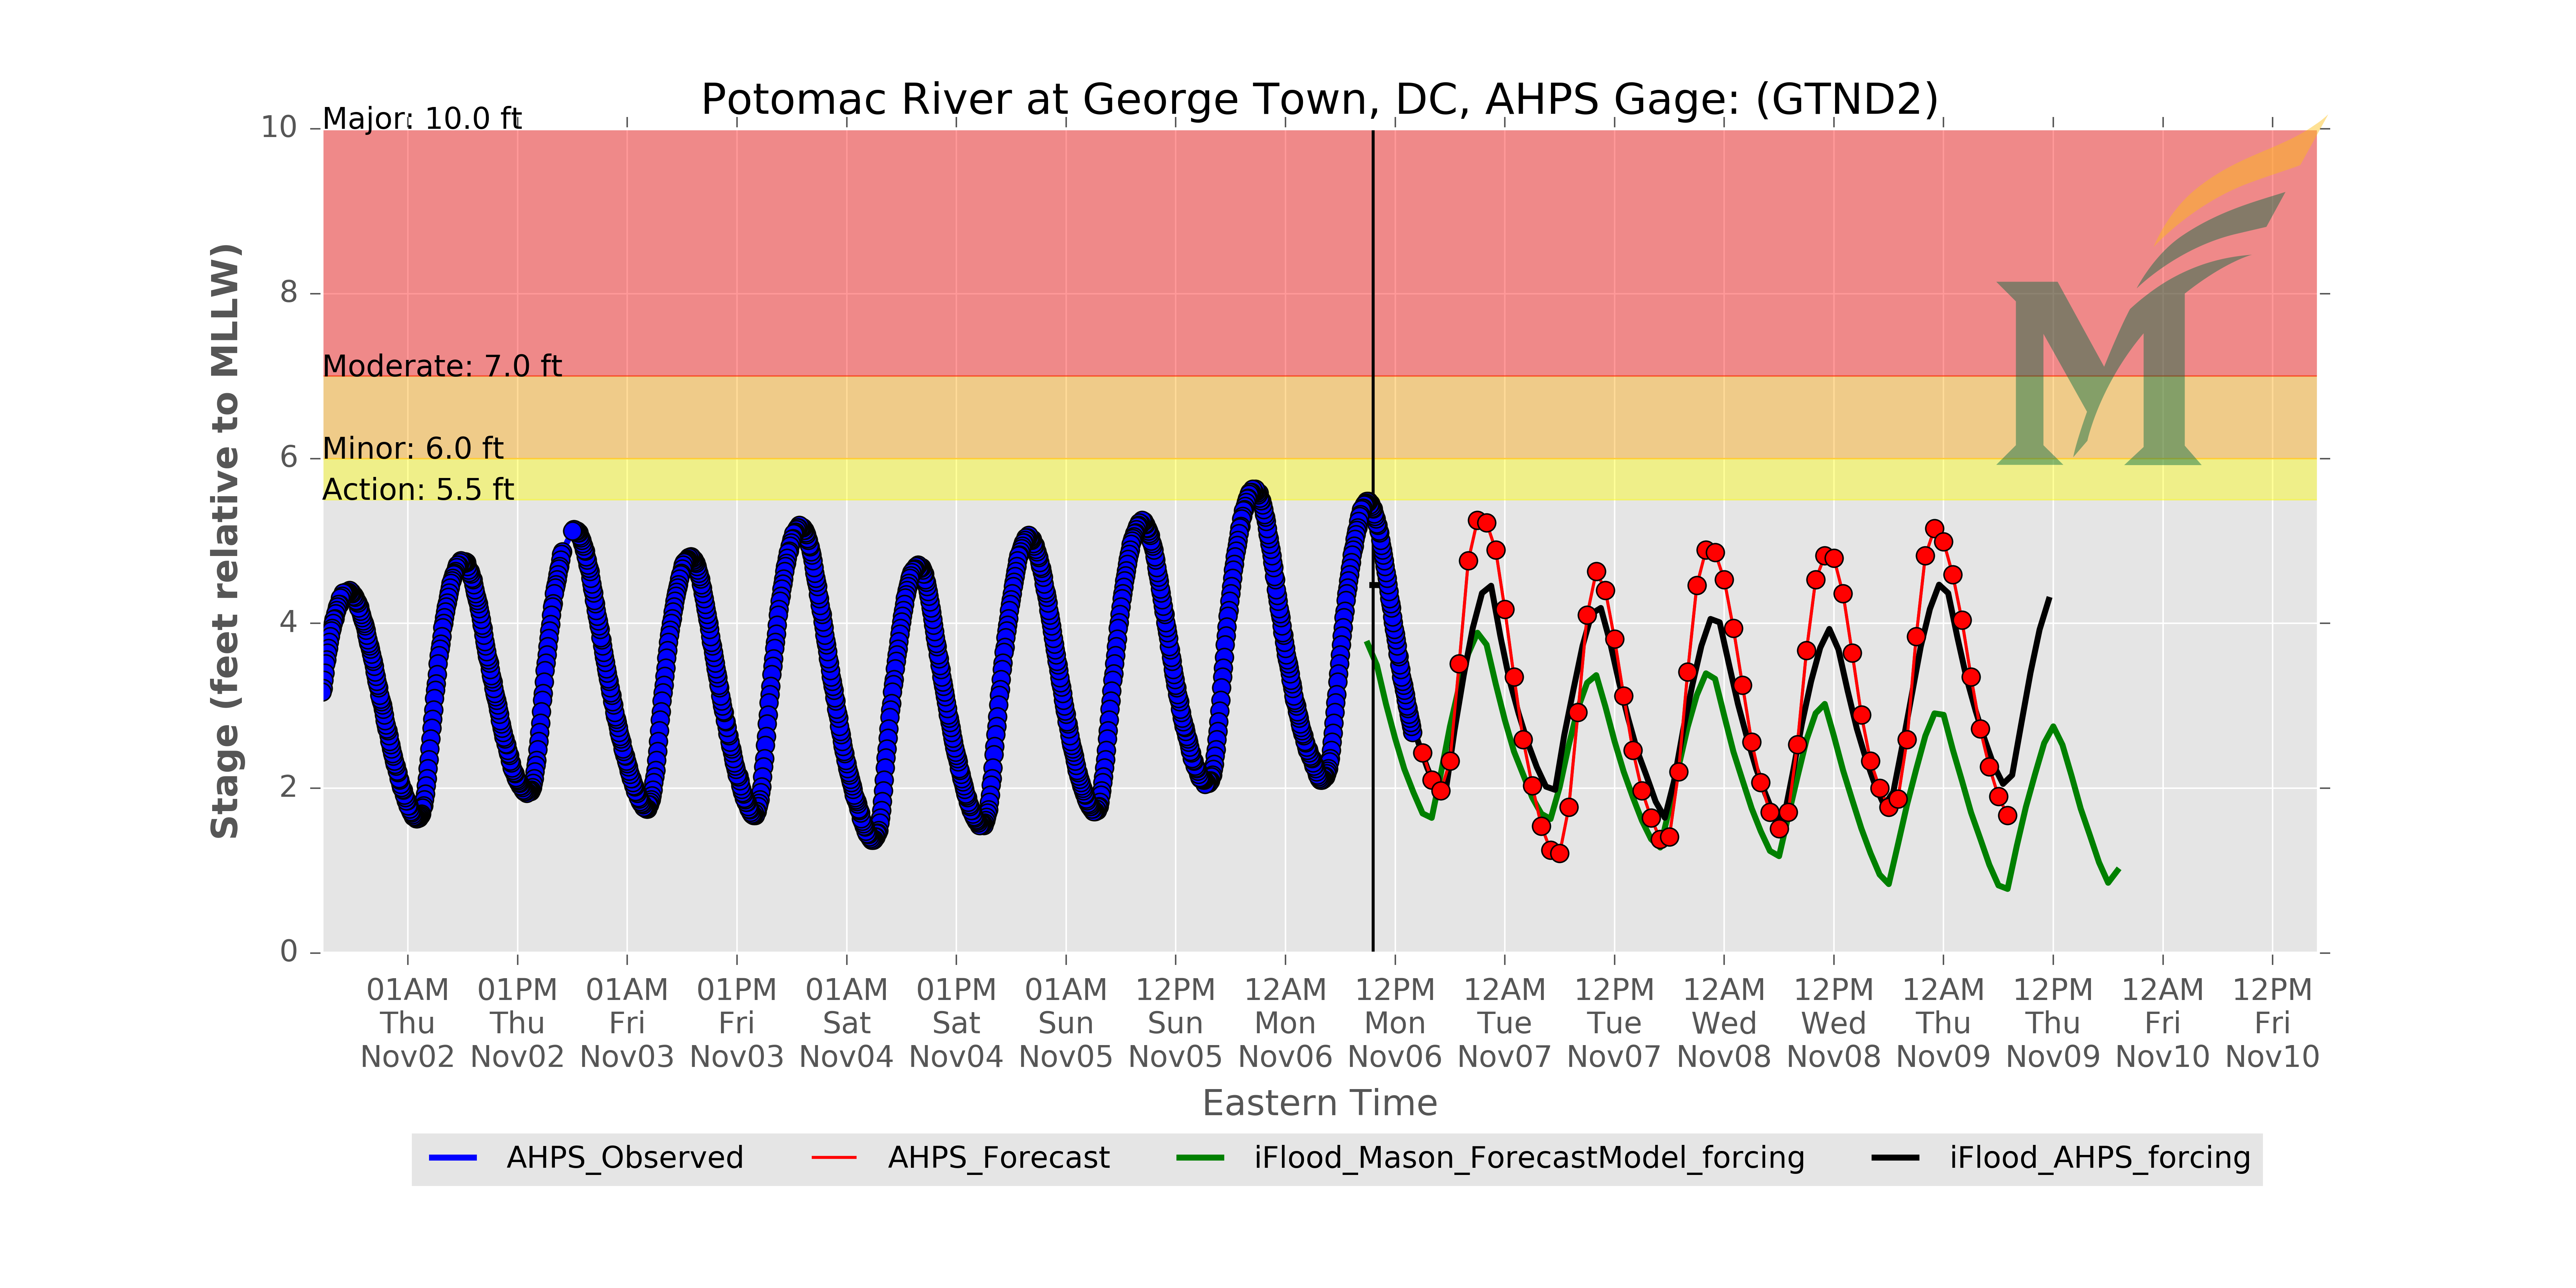 Potomac River at George Town, DC, AHPS Gage: (GTND2)
Major: 10.0 ft
Moderate: 7.0 ft
Minor: 6.0 ft
Action: 5.5 ft
Stage (feet relative to MLLW)
10
8
6
4
2
0
01AM 01PM 01AM 01PM 01AM 01PM 01AM 12PM 12AM 12PM 12AM 12PM 12AM 12PM 12AM 12PM 12AM 12PM
Thu Thu Fri Fri Sat Sat Sun Sun Mon Mon Tue Tue Wed Wed Thu Thu Fri Fri
Nov02 Nov02 Nov03 Nov03 Nov04 Nov04 Nov05 Nov05 Nov06 Nov06 Nov07 Nov07 Nov08 Nov08 Nov09 Nov09 Nov10 Nov10
Eastern Time
AHPS_Observed AHPS_Forecast iFlood_Mason_ForecastModel_forcing iFlood_AHPS_forcing